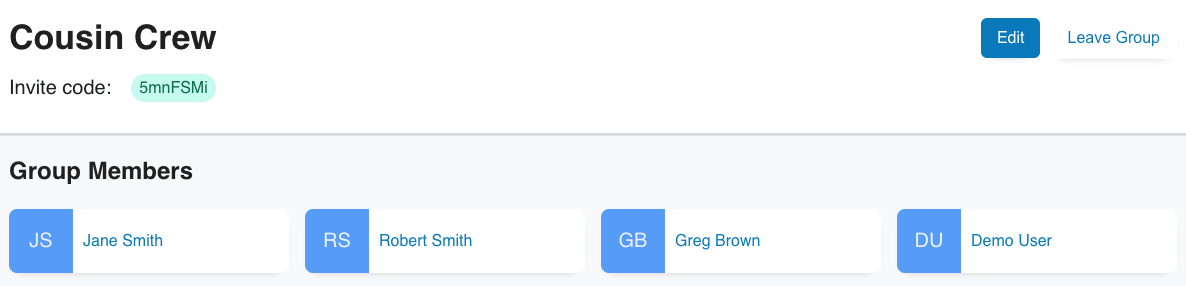 Cousin Crew
Edit
Leave Group
Invite code: 5mnFSMi
Group Members
JS Jane Smith
RS Robert Smith
GB Greg Brown
DU Demo User